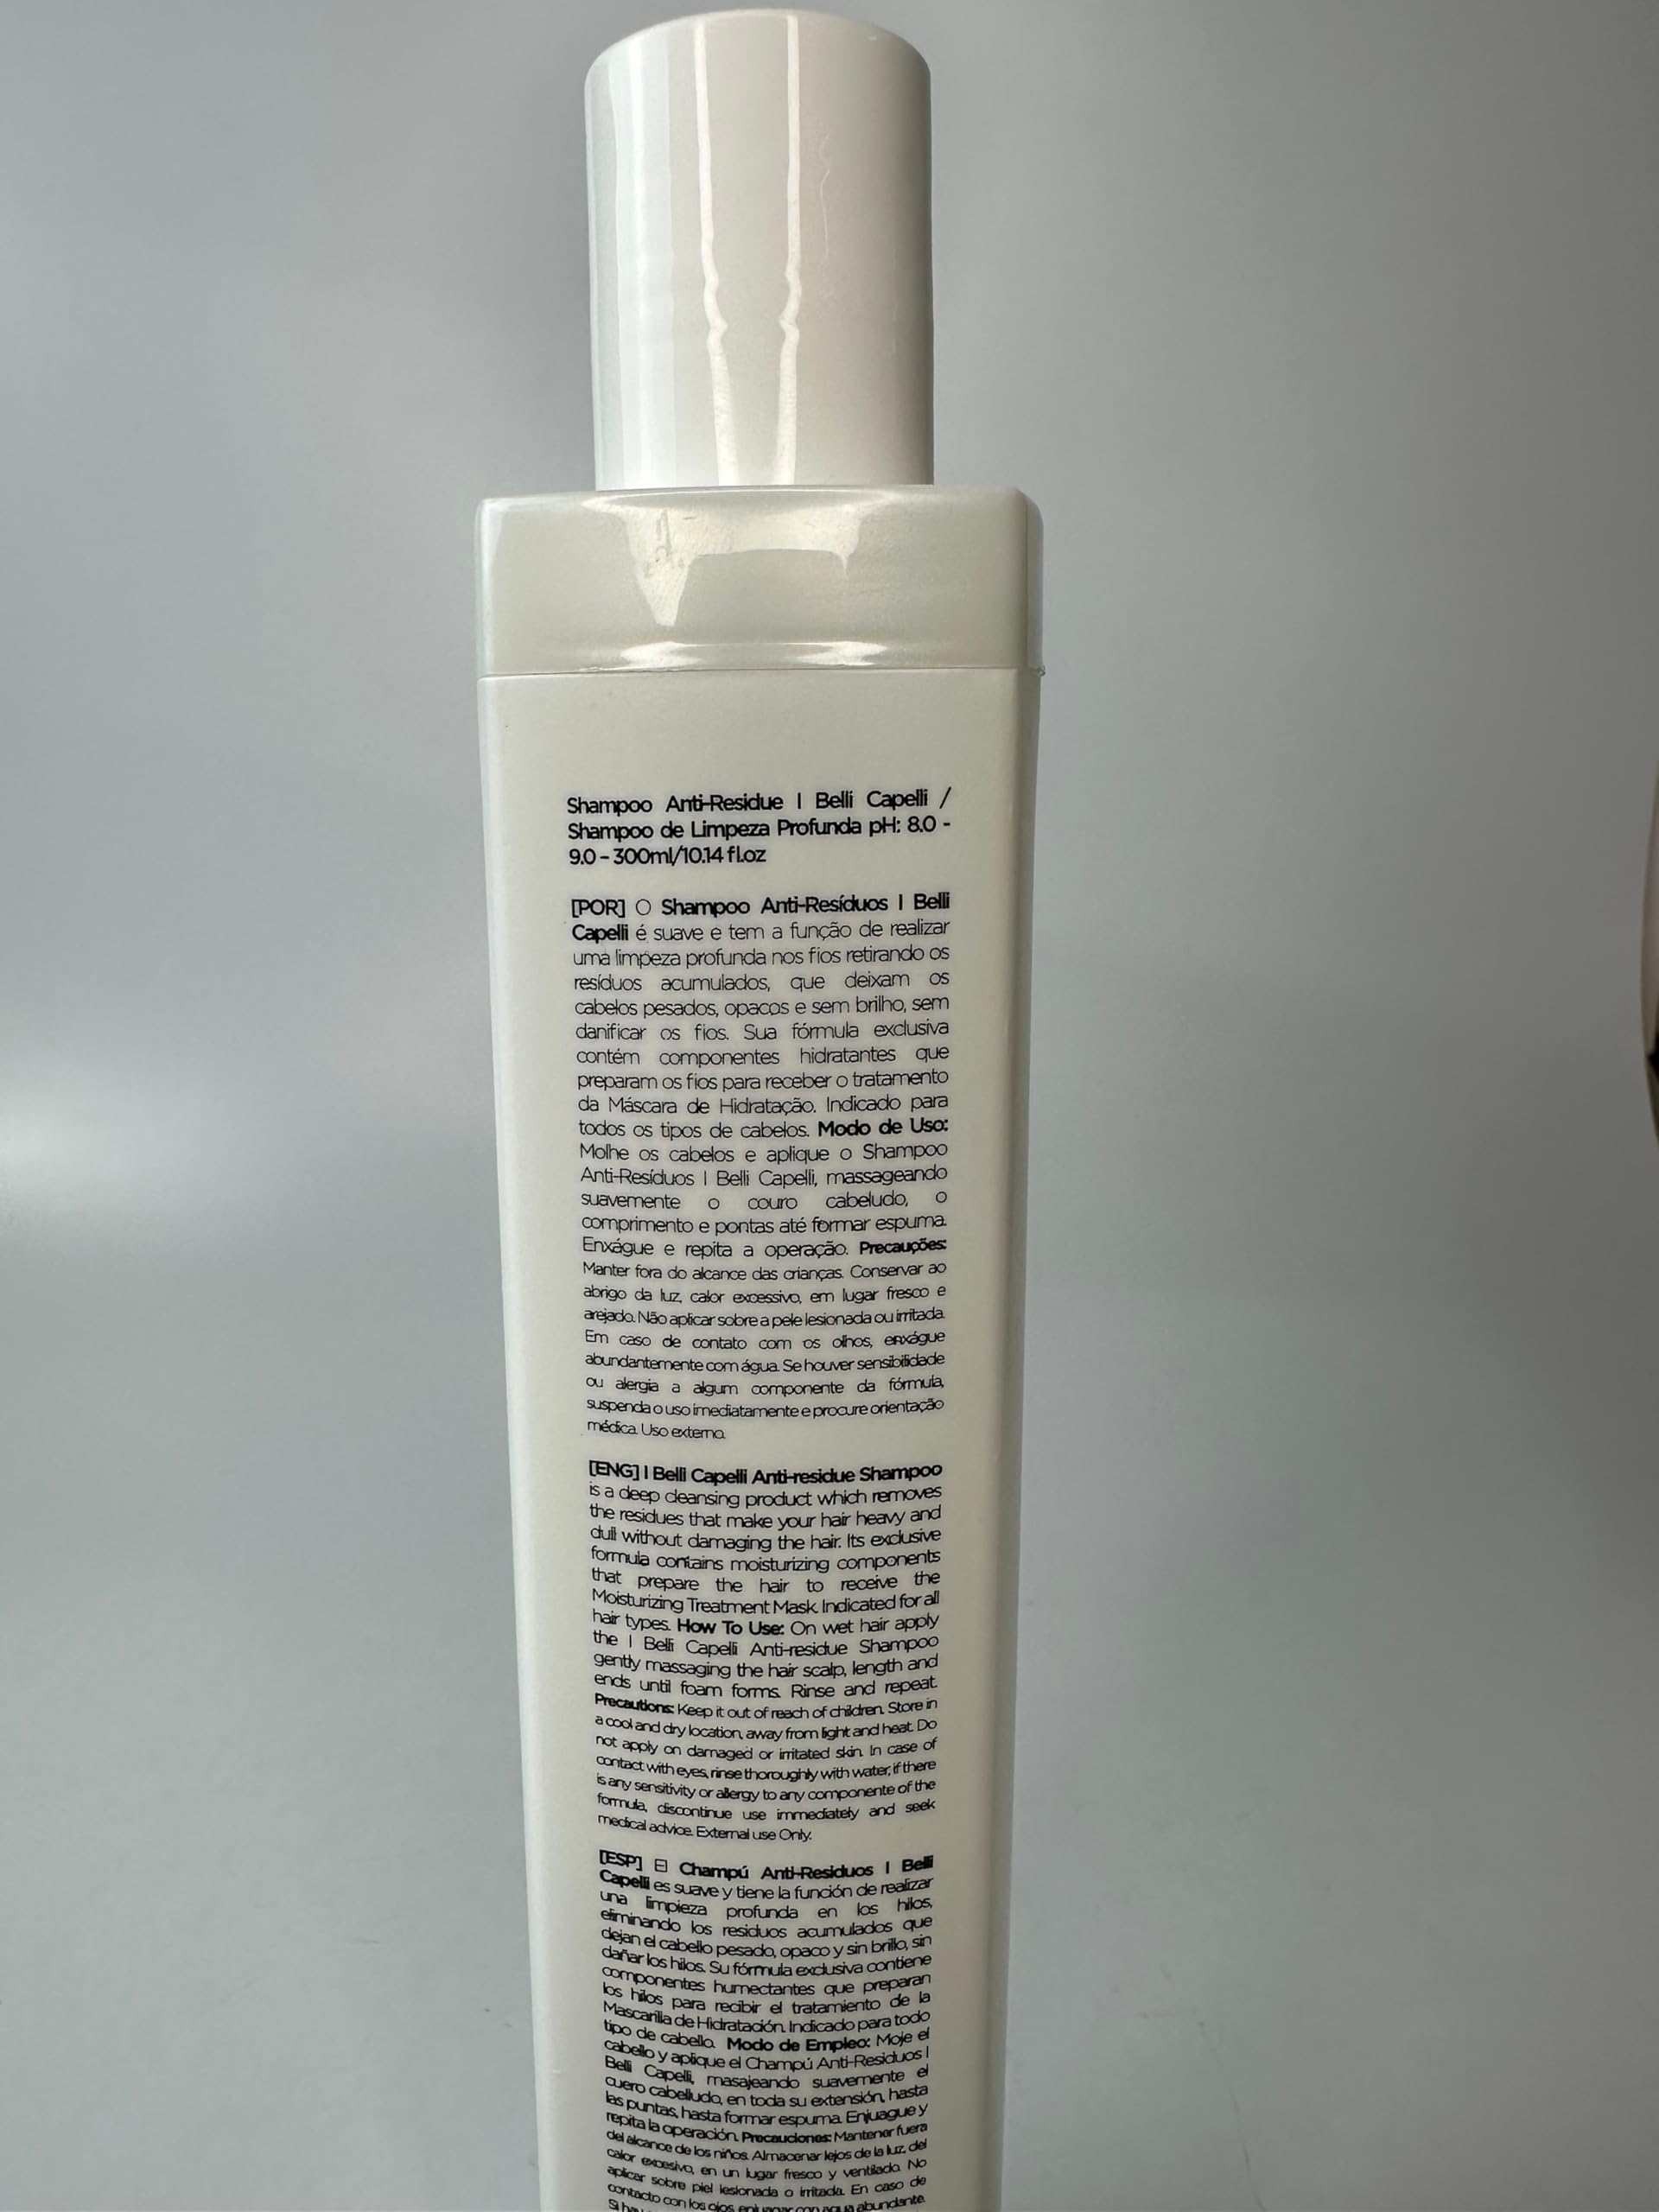 Shampoo Anti-Residue I Belli Capelli /
Shampoo de Limpeza Profunda pH: 8.0 -
9.0 - 300ml/10.14 fl.oz
[POR] O Shampoo Anti-Resíduos I Belli
Capelli é suave e tem a função de realizar
uma limpeza profunda nos fios retirando os
resíduos acumulados, que deixam os
cabelos pesados, opacos e sem brilho, sem
danificar os fios. Sua fórmula exclusiva
contém componentes hidratantes que
preparam os fios para receber o tratamento
da Máscara de Hidratação. Indicado para
todos os tipos de cabelos. Modo de Uso:
Molhe os cabelos e aplique o Shampoo
Anti-Resíduos I Belli Capelli, massageando
suavemente o couro cabeludo, o
comprimento e pontas até formar espuma.
Enxágue e repita a operação. Precauções:
Manter fora do alcance das crianças. Conservar ao
abrigo da luz, calor excessivo, em lugar fresco e
arejado. Não aplicar sobre a pele lesionada ou irritada.
Em caso de contato com os olhos, enxágue
abundantemente com água. Se houver sensibilidade
ou alergia a algum componente da fórmula,
suspenda o uso imediatamente e procure orientação
médica. Uso externo.
[ENG] I Belli Capelli Anti-residue Shampoo
is a deep cleansing product which removes
the residues that make your hair heavy and
dull without damaging the hair. Its exclusive
formula contains moisturizing components
that prepare the hair to receive the
Moisturizing Treatment Mask. Indicated for all
hair types. How To Use: On wet hair apply
the I Belli Capelli Anti-residue Shampoo
gently massaging the hair scalp, length and
ends until foam forms. Rinse and repeat.
Precautions: Keep it out of reach of children. Store in
a cool and dry location, away from light and heat. Do
not apply on damaged or irritated skin. In case of
contact with eyes, rinse thoroughly with water, if there
is any sensitivity or allergy to any componente of the
formula, discontinue use immediately and seek
medical advice. External use Only.
[ESP] El Champú Anti-Residuos I Belli
Capelli es suave y tiene la función de realizar
una limpieza profunda en los hilos,
eliminando los residuos acumulados que
dejan el cabello pesado, opaco y sin brillo, sin
dañar los hilos. Su fórmula exclusiva contiene
componentes humectantes que preparan
los hilos para recibir el tratamiento de la
Mascarilla de Hidratación. Indicado para todo
tipo de cabello. Modo de Empleo: Moje el
cabello y aplique el Champú Anti-Residuos I
Belli Capelli, masajeando suavemente el
cuero cabelludo, en toda su extensión, hasta
las puntas, hasta formar espuma. Enjuague y
repita la operación. Precauciones: Mantener fuera
del alcance de los niños. Almacenar lejos de la luz, del
calor excesivo, en un lugar fresco y ventilado. No
aplicar sobre piel lesionada o irritada. En caso de
contacto con los ojos, enjuagar con agua abundante.